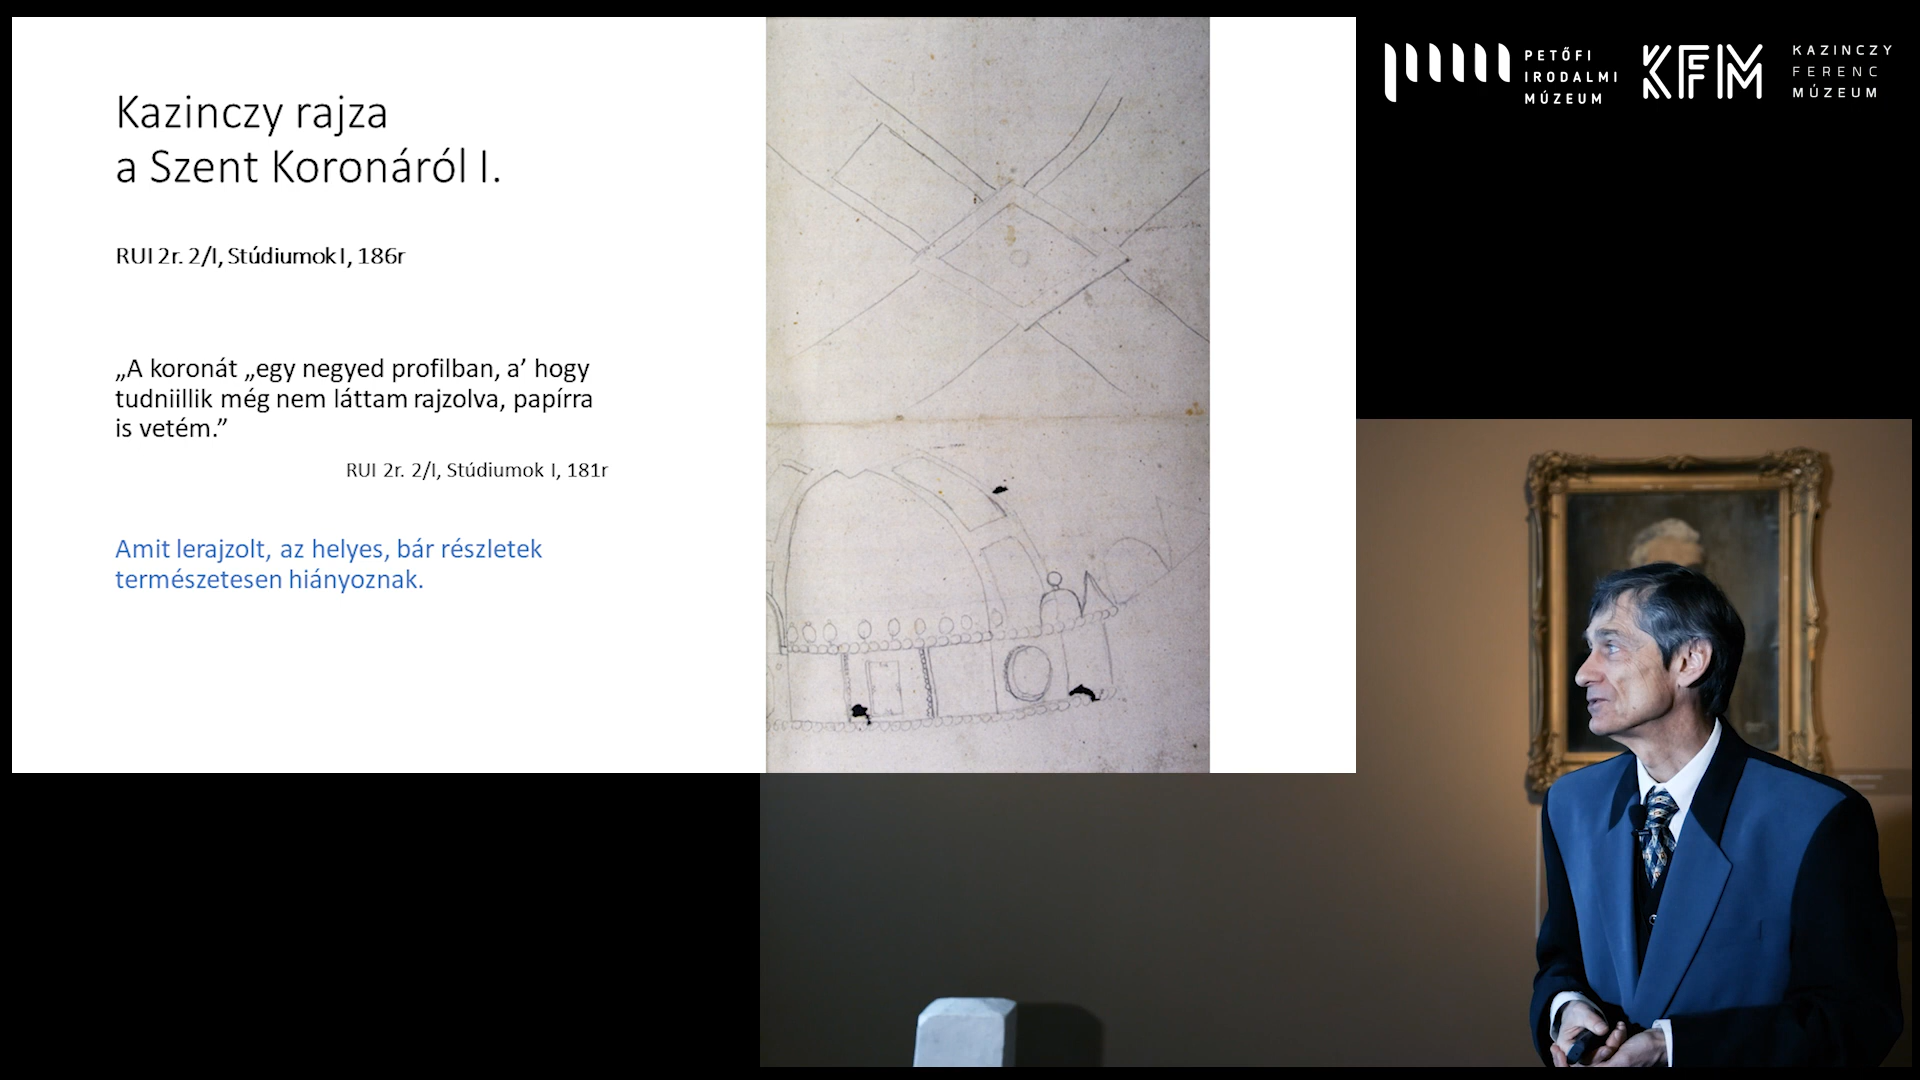 Kazinczy rajza
a Szent Koronáról I.
RUI 2r. 2/I, Stúdiumok I, 186r
„A koronát „egy negyed profilban, a’ hogy
tudniillik még nem láttam rajzolva, papírra
is vetém.”
RUI 2r. 2/I, Stúdiumok I, 181r
Amit lerajzolt, az helyes, bár részletek
természetesen hiányoznak.
PETŐFI
IRODALMI
MÚZEUM
KFM
KAZINCZY
FERENC
MÚZEUM